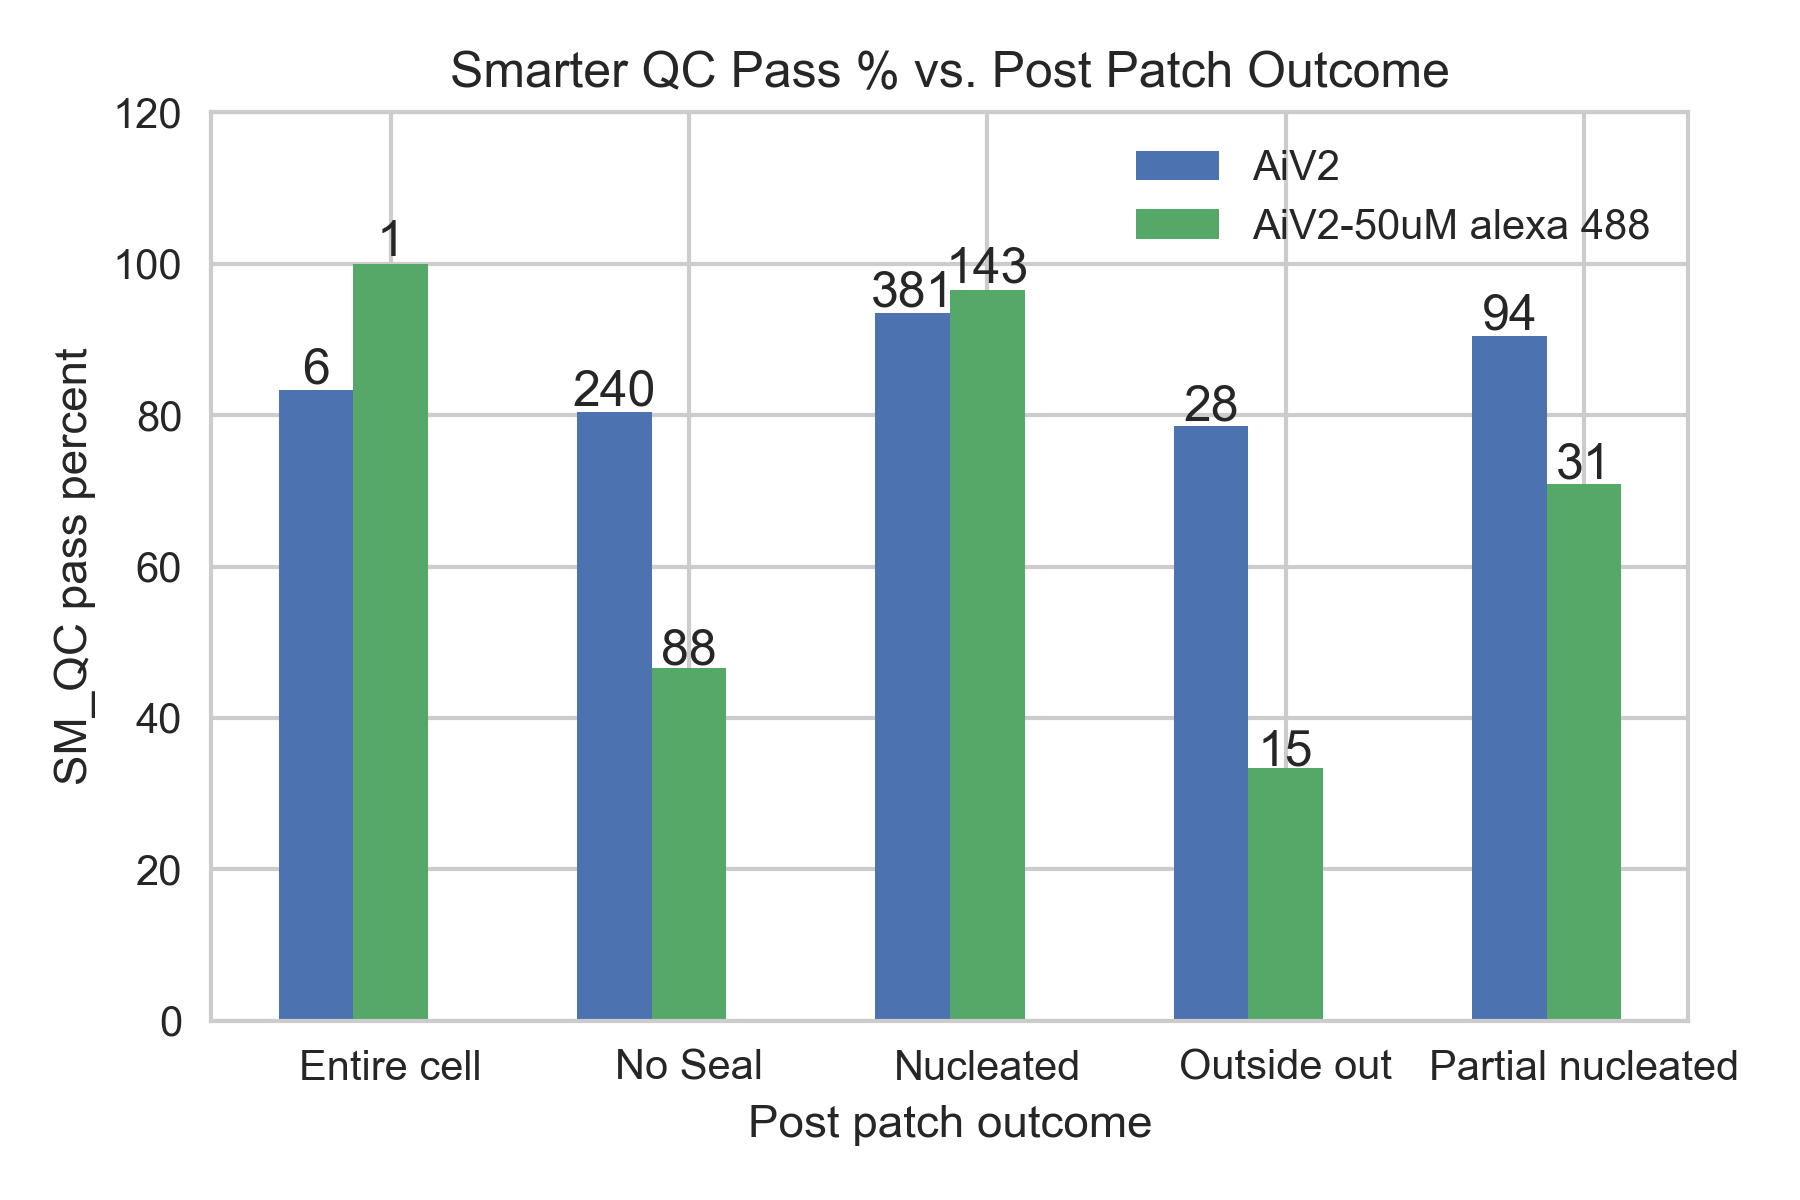 Smarter QC Pass % vs. Post Patch Outcome
120
100
80
60
40
20
0
SM_QC pass percent
AiV2
AiV2-50uM alexa 488
6
1
240
88
381
143
28
15
94
31
Entire cell
No Seal
Nucleated
Outside out
Partial nucleated
Post patch outcome